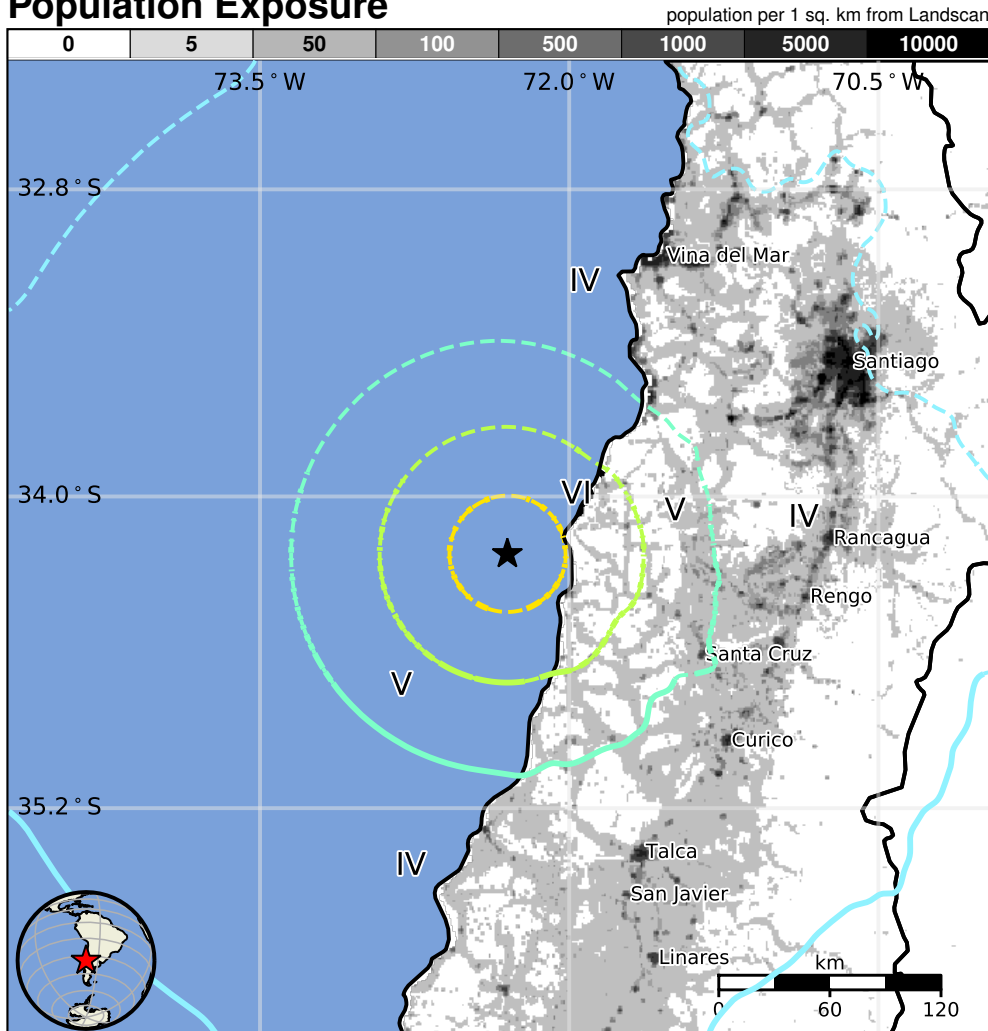 Population Exposure
population per 1 sq. km from Landscan
0 5 50 100 500 1000 5000 10000
73.5°W 72.0°W 70.5°W
32.8°S
Vina del Mar
IV
Santiago
34.0°S
VI
V
IV
Rancagua
Rengo
Santa Cruz
V
Curico
35.2°S
Talca
IV
San Javier
Linares
km
0 60 120